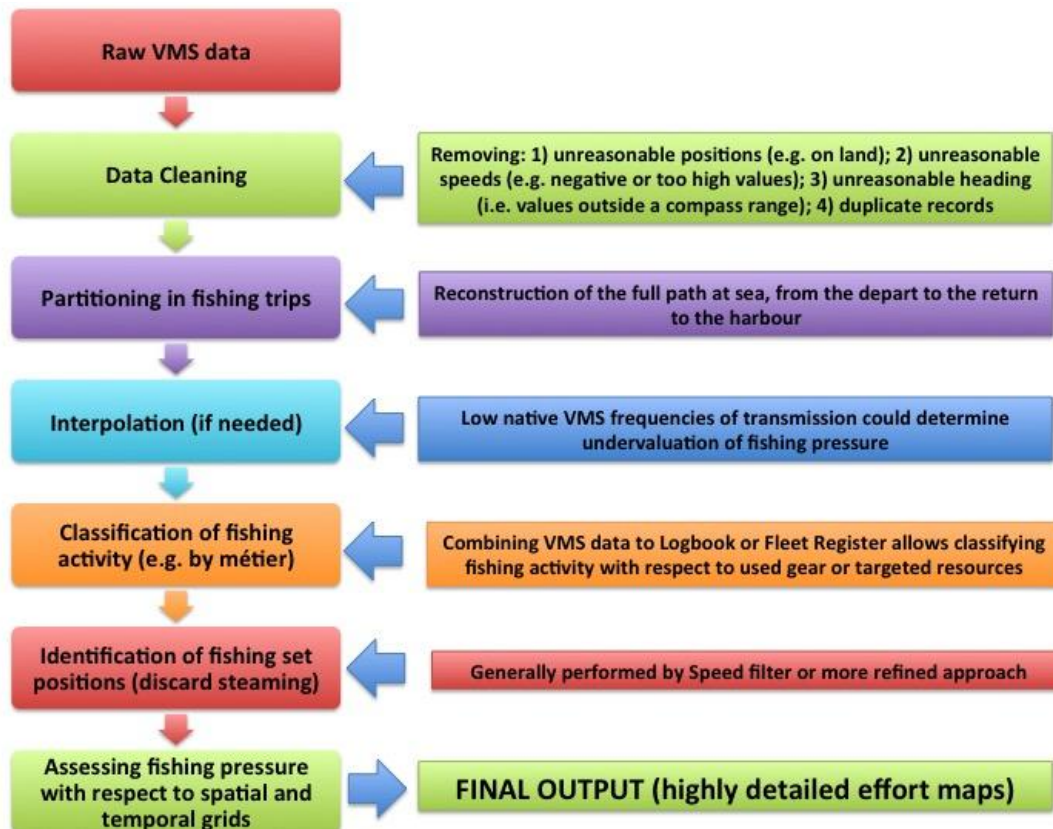 Raw VMS data
Data Cleaning
Removing: 1) unreasonable positions (e.g. on land); 2) unreasonable
speeds (e.g. negative or too high values); 3) unreasonable heading
(i.e. values outside a compass range); 4) duplicate records
Partitioning in fishing trips
Reconstruction of the full path at sea, from the depart to the return
to the harbour
Interpolation (if needed)
Low native VMS frequencies of transmission could determine
undervaluation of fishing pressure
Classification of fishing
activity (e.g. by métier)
Combining VMS data to Logbook or Fleet Register allows classifying
fishing activity with respect to used gear or targeted resources
Identification of fishing set
positions (discard steaming)
Generally performed by Speed filter or more refined approach
Assessing fishing pressure
with respect to spatial and
temporal grids
FINAL OUTPUT (highly detailed effort maps)